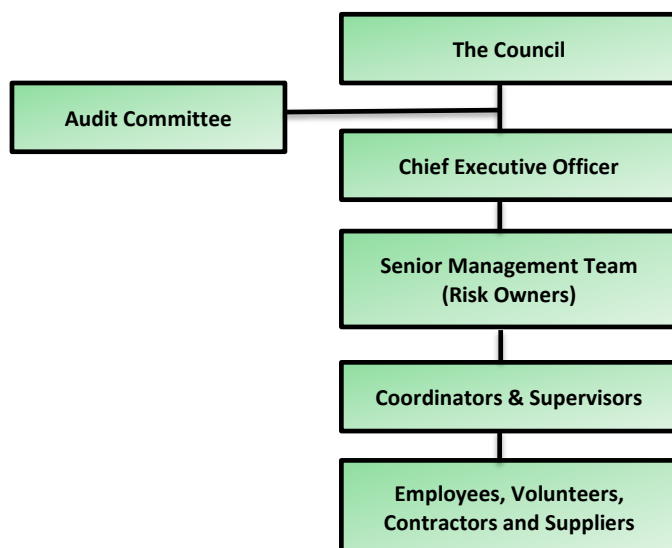 The Council
Audit Committee
Chief Executive Officer
Senior Management Team
(Risk Owners)
Coordinators & Supervisors
Employees, Volunteers,
Contractors and Suppliers